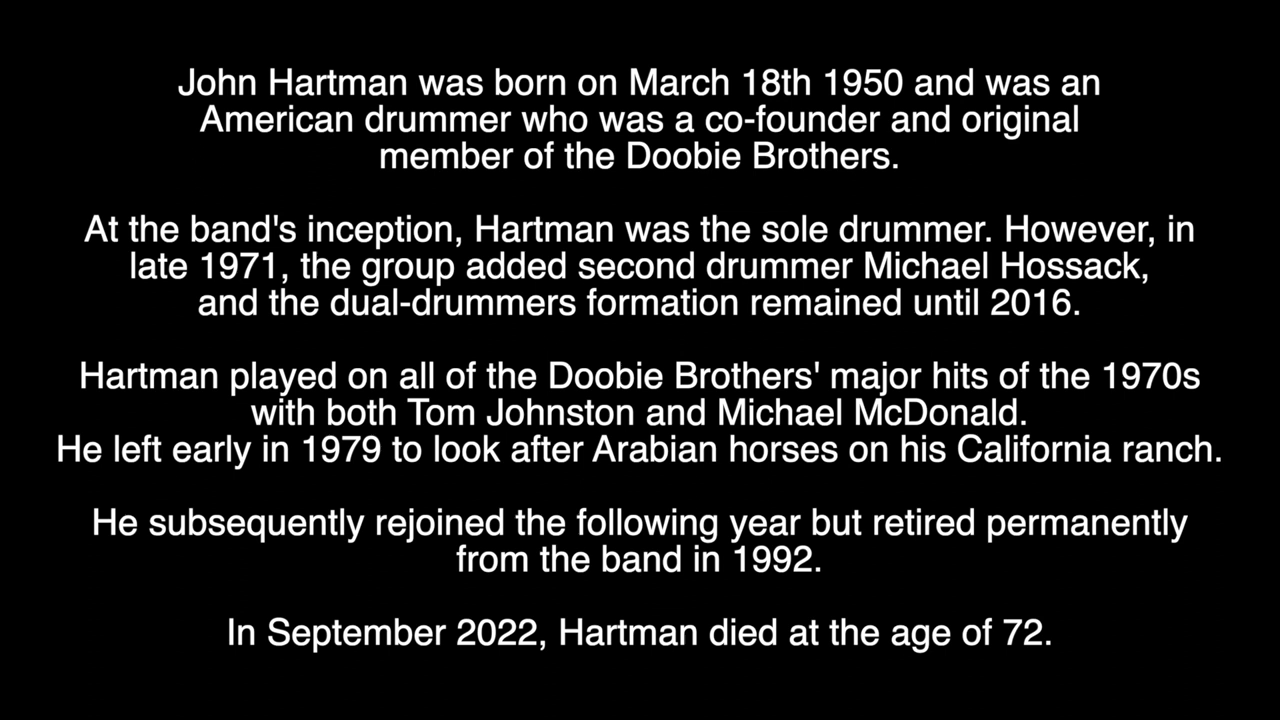 John Hartman was born on March 18th 1950 and was an
American drummer who was a co-founder and original
member of the Doobie Brothers.
At the band's inception, Hartman was the sole drummer. However, in
late 1971, the group added second drummer Michael Hossack,
and the dual-drummers formation remained until 2016.
Hartman played on all of the Doobie Brothers' major hits of the 1970s
with both Tom Johnston and Michael McDonald.
He left early in 1979 to look after Arabian horses on his California ranch.
He subsequently rejoined the following year but retired permanently
from the band in 1992.
In September 2022, Hartman died at the age of 72.